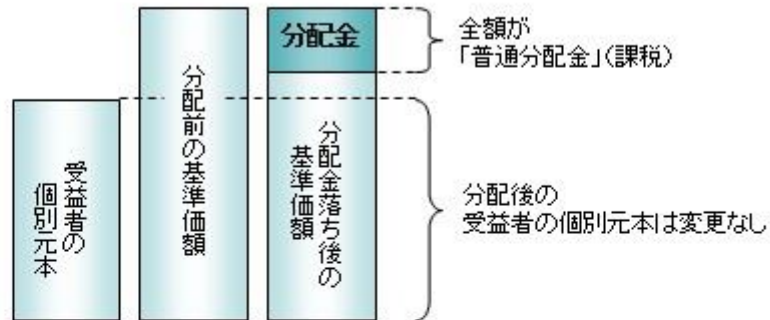 受益者の
個別元本
分配前の基準価額
分配金
分配金落ち後の
基準価額
全額が
「普通分配金」(課税)
分配後の
受益者の個別元本は変更なし